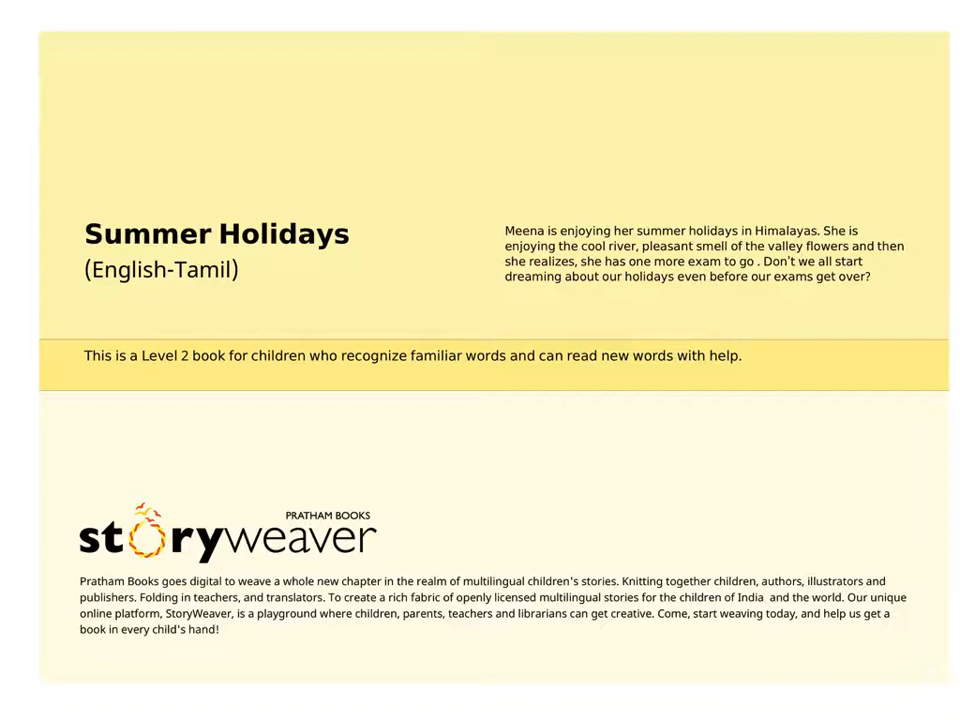 Summer Holidays
(English-Tamil)
Meena is enjoying her summer holidays in Himalayas. She is
enjoying the cool river, pleasant smell of the valley flowers and then
she realizes, she has one more exam to go . Don't we all start
dreaming about our holidays even before our exams get over?
This is a Level 2 book for children who recognize familiar words and can read new words with help.
PRATHAM BOOKS
storyweaver
Pratham Books goes digital to weave a whole new chapter in the realm of multilingual children's stories. Knitting together children, authors, illustrators and
publishers. Folding in teachers, and translators. To create a rich fabric of openly licensed multilingual stories for the children of India  and the world. Our unique
online platform, StoryWeaver, is a playground where children, parents, teachers and librarians can get creative. Come, start weaving today, and help us get a
book in every child's hand!